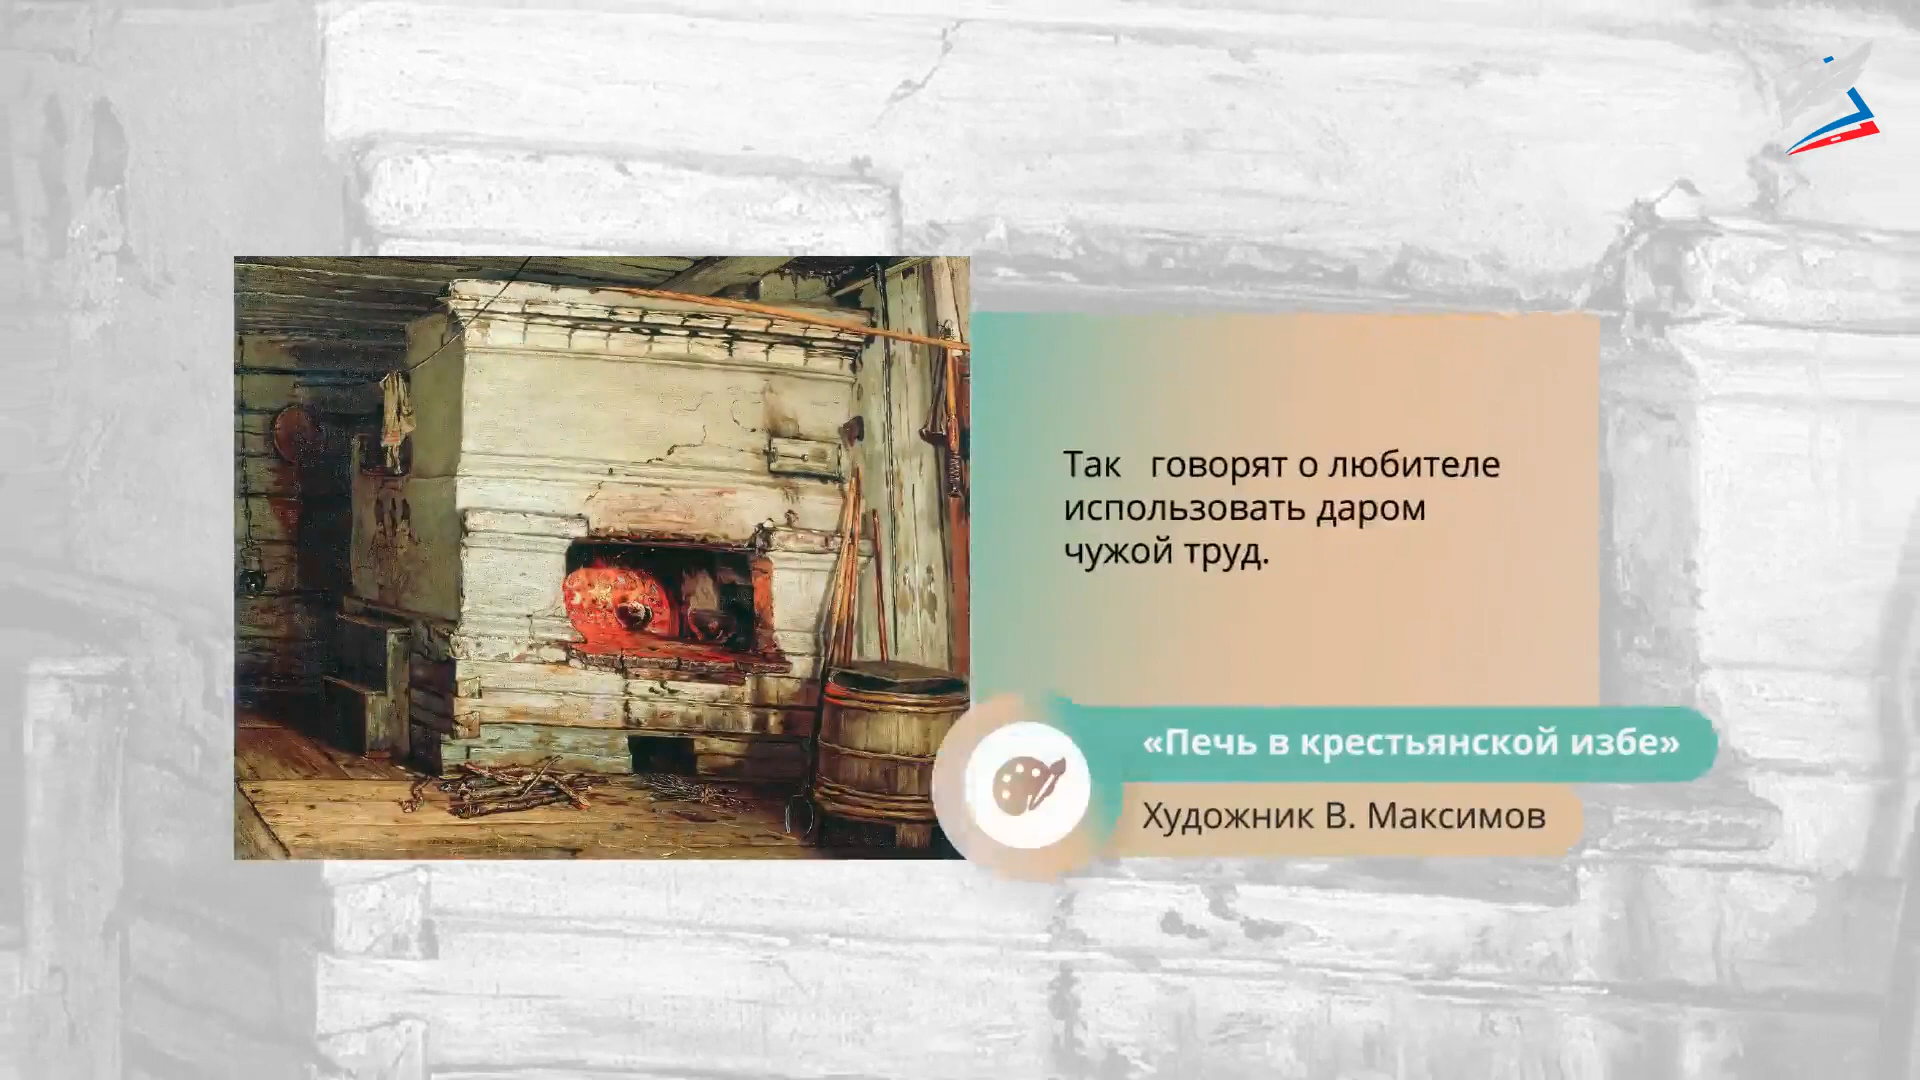 Так говорят о любителе
использовать даром
чужой труд.
«Печь в крестьянской избе»
Художник В. Максимов